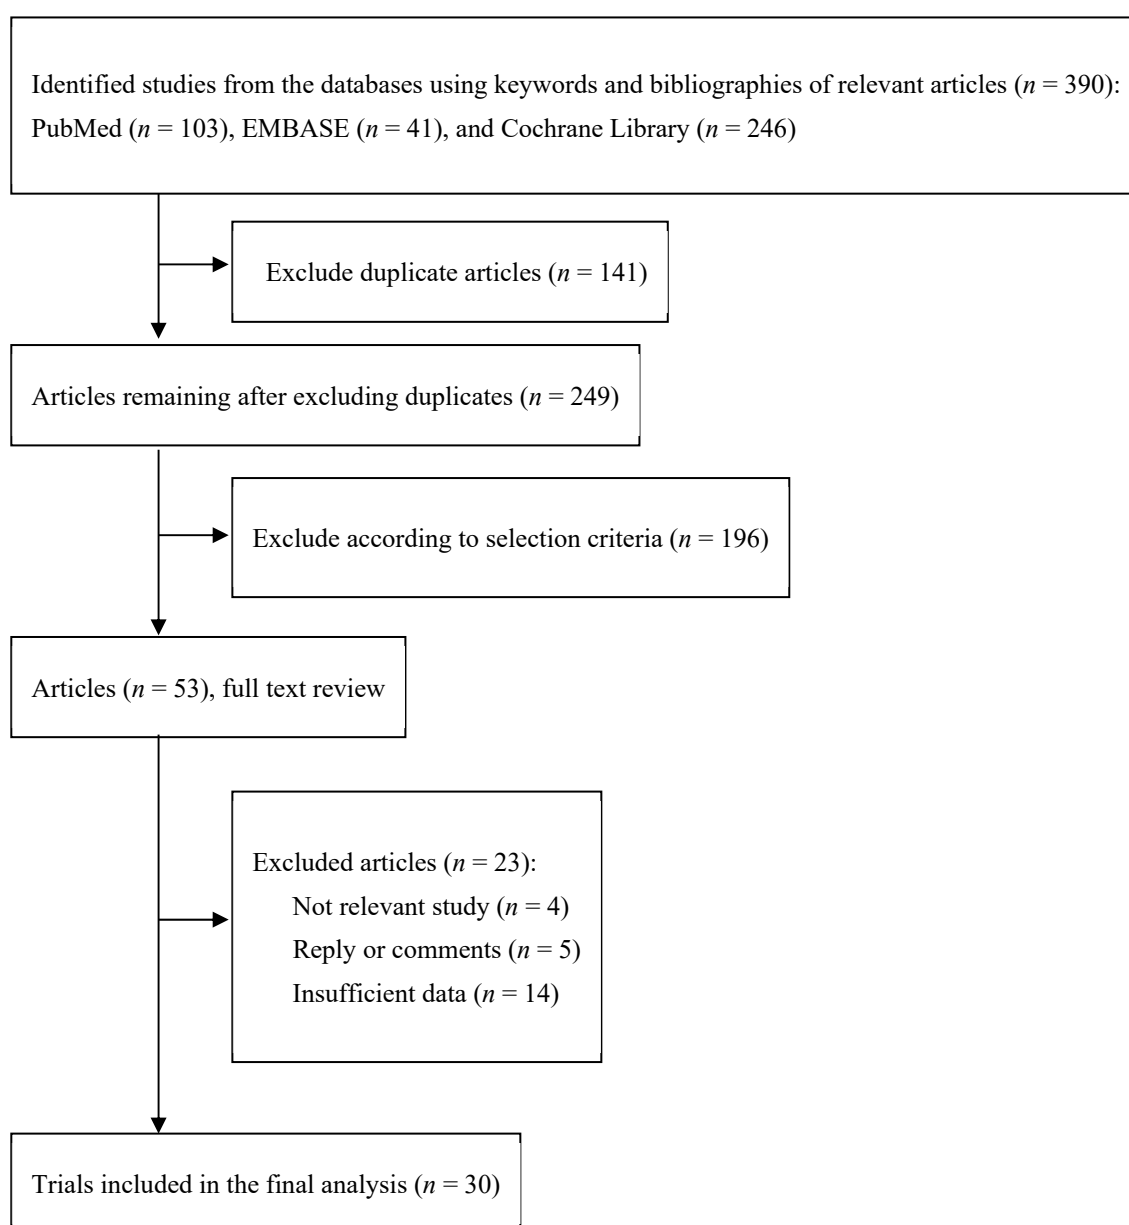 Identified studies from the databases using keywords and bibliographies of relevant articles (n = 390):
PubMed (n = 103), EMBASE (n = 41), and Cochrane Library (n = 246)
Exclude duplicate articles (n = 141)
Articles remaining after excluding duplicates (n = 249)
Exclude according to selection criteria (n = 196)
Articles (n = 53), full text review
Excluded articles (n = 23):
Not relevant study (n = 4)
Reply or comments (n = 5)
Insufficient data (n = 14)
Trials included in the final analysis (n = 30)